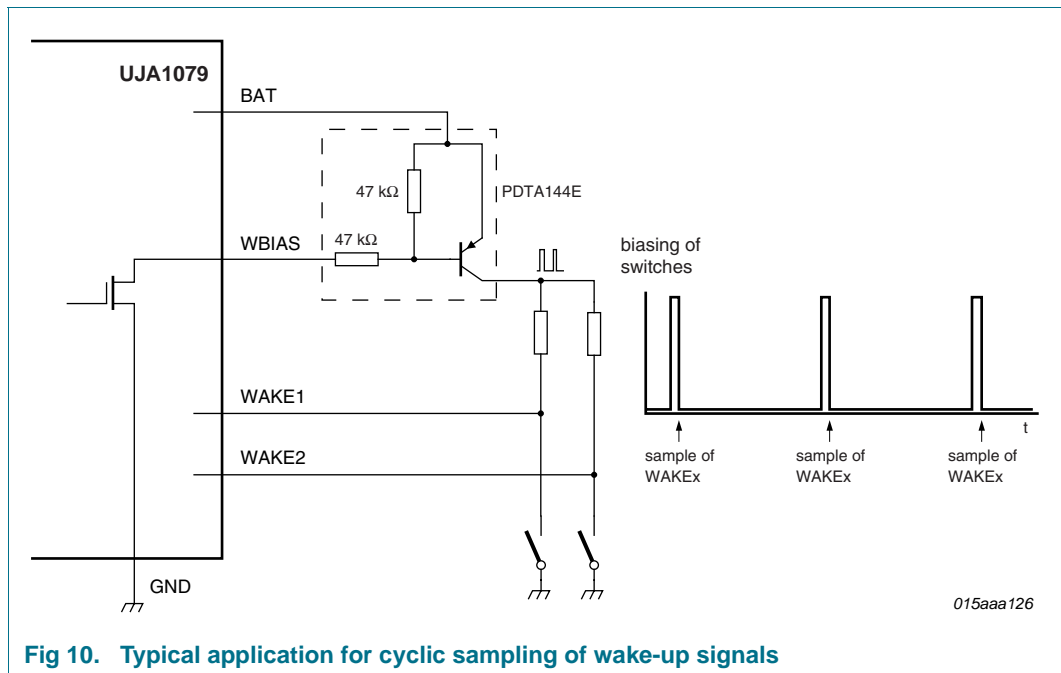 UJA1079
BAT
47 kΩ
PDTA144E
WBIAS
47 kΩ
biasing of
switches
WAKE1
WAKE2
t
sample of
WAKEx
sample of
WAKEx
sample of
WAKEx
GND
015aaa126
Fig 10. Typical application for cyclic sampling of wake-up signals